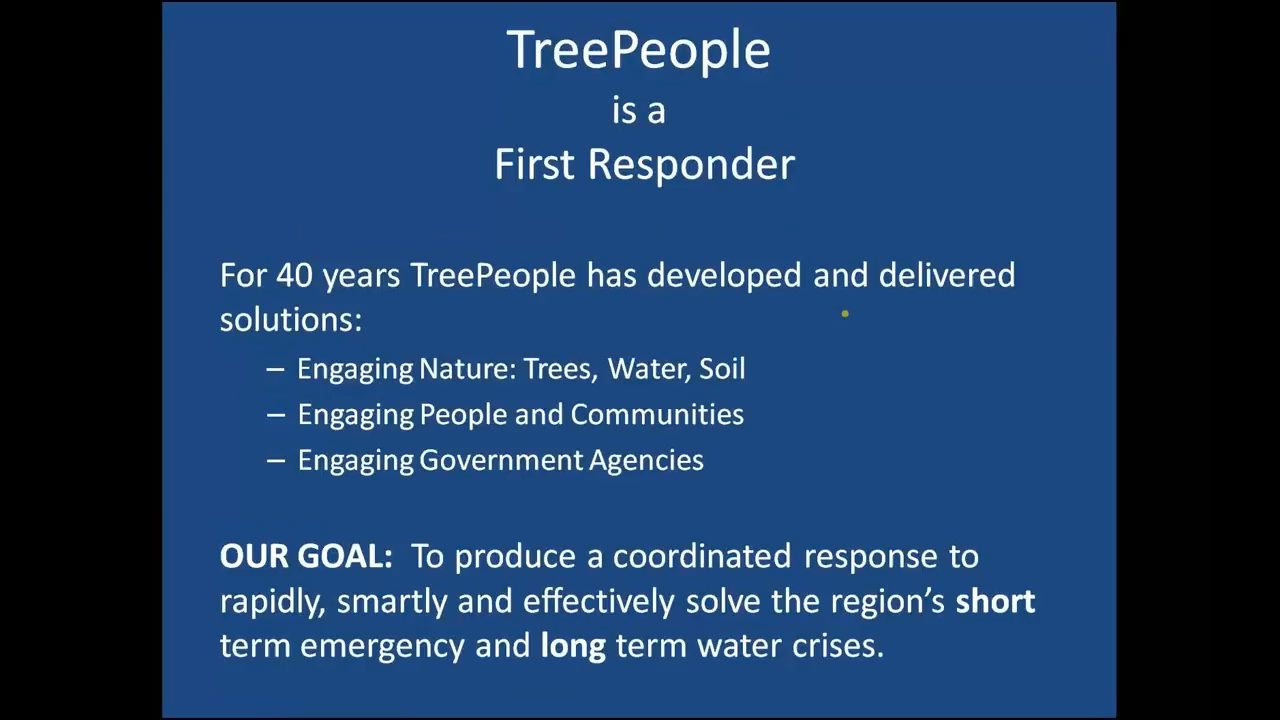 TreePeople
is a
First Responder
For 40 years TreePeople has developed and delivered
solutions:
– Engaging Nature: Trees, Water, Soil
– Engaging People and Communities
– Engaging Government Agencies
OUR GOAL: To produce a coordinated response to
rapidly, smartly and effectively solve the region’s short
term emergency and long term water crises.